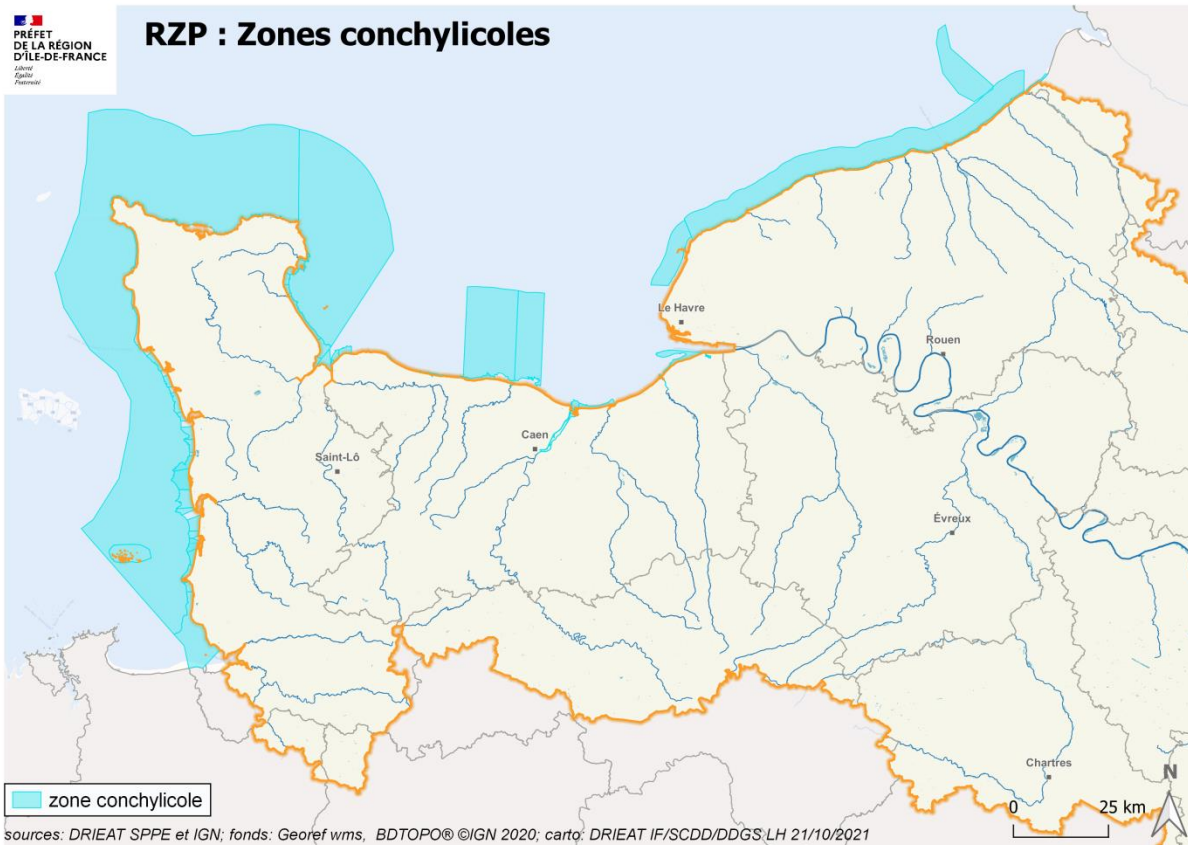 PRÉFET
DE LA RÉGION
D'ÎLE-DE-FRANCE
Liberté
Égalité
Fraternité
RZP : Zones conchylicoles
Le Havre
Rouen
Caen
Saint-Lô
Évreux
Chartres
N
zone conchylicole
0 25 km
sources: DRIEAT SPPE et IGN; fonds: Georef wms, BDTOPO® ©IGN 2020; carto: DRIEAT IF/SCDD/DDGS LH 21/10/2021